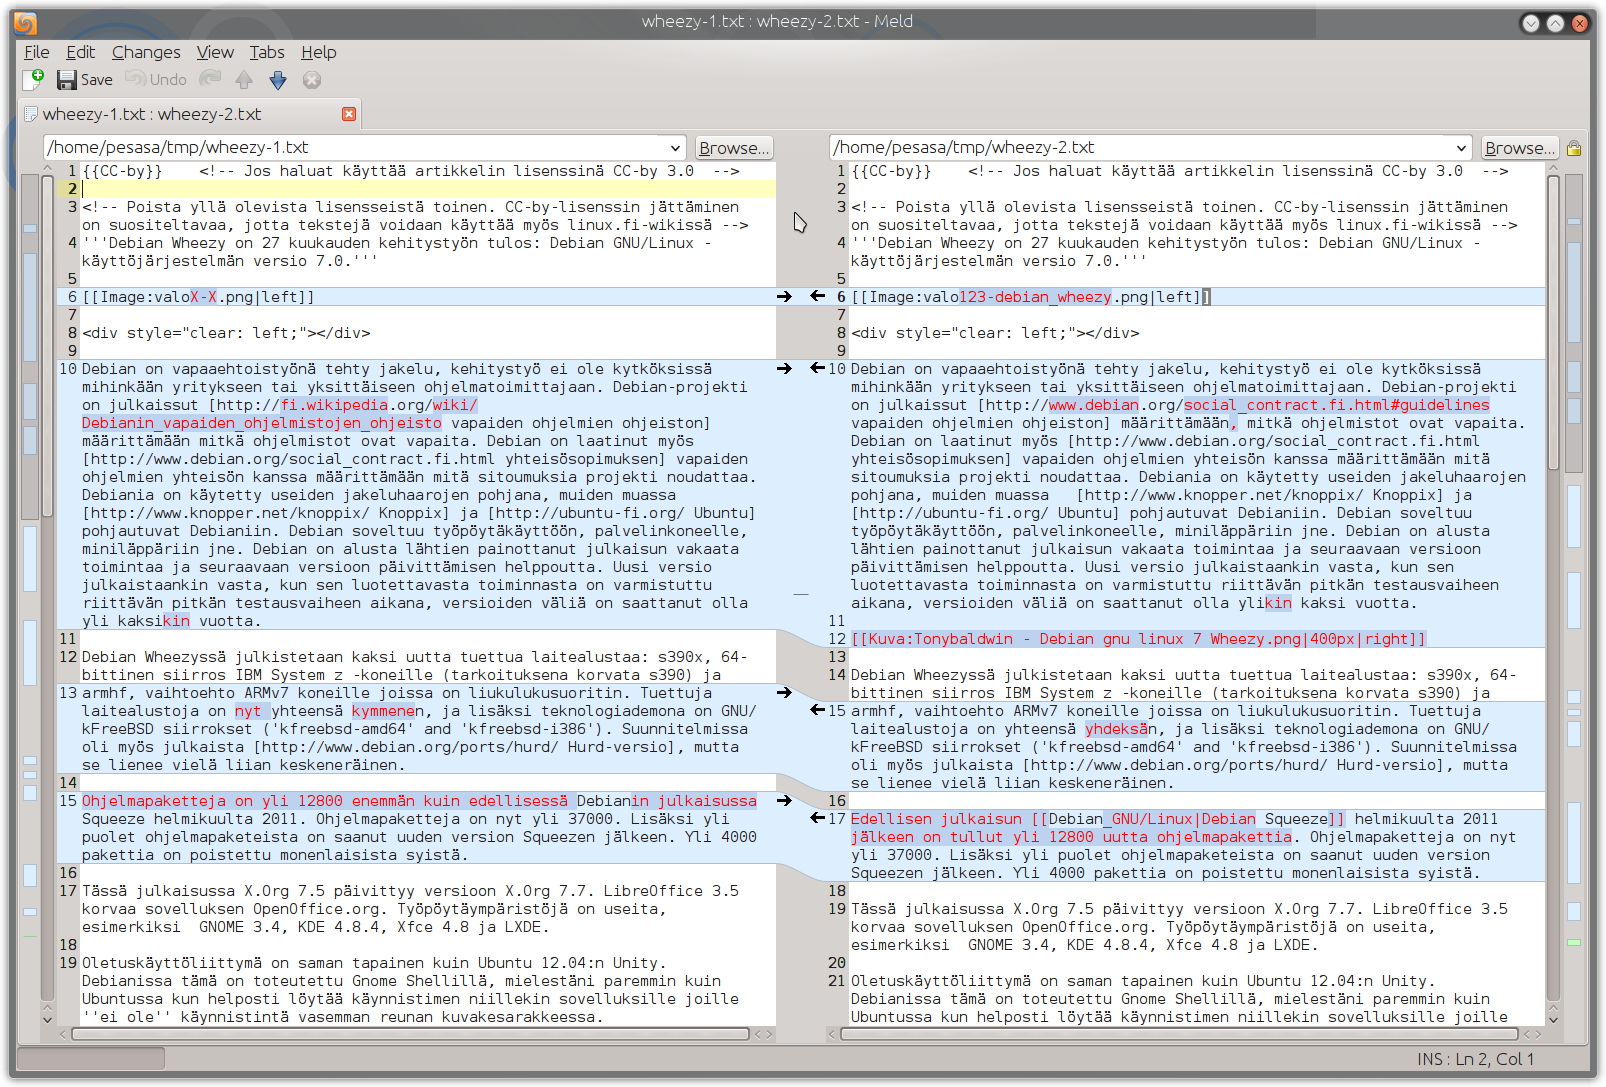 wheezy-1.txt : wheezy-2.txt - Meld
File Edit Changes View Tabs Help
Save Undo
wheezy-1.txt : wheezy-2.txt
/home/pesasa/tmp/wheezy-1.txt Browse...
1 {{CC-by}}    <!-- Jos haluat käyttää artikkelin lisenssinä CC-by 3.0  -->
2
3 <!-- Poista yllä olevista lisensseistä toinen. CC-by-lisenssin jättäminen
on suositeltavaa, jotta tekstejä voidaan käyttää myös linux.fi-wikissä -->
4 '''Debian Wheezy on 27 kuukauden kehitystyön tulos: Debian GNU/Linux -
käyttöjärjestelmän versio 7.0.'''
5
6 [[Image:valoX-X.png|left]]
7
8 <div style="clear: left;"></div>
9
10 Debian on vapaaehtoistyönä tehty jakelu, kehitystyö ei ole kytköksissä
mihinkään yritykseen tai yksittäiseen ohjelmatoimittajaan. Debian-projekti
on julkaissut [http://fi.wikipedia.org/wiki/
Debianin_vapaiden_ohjelmistojen_ohjeisto vapaiden ohjelmien ohjeiston]
määrittämään mitkä ohjelmistot ovat vapaita. Debian on laatinut myös
[http://www.debian.org/social_contract.fi.html yhteisösopimuksen] vapaiden
ohjelmien yhteisön kanssa määrittämään mitä sitoumuksia projekti noudattaa.
Debiania on käytetty useiden jakeluhaarojen pohjana, muiden muassa
[http://www.knopper.net/knoppix/ Knoppix] ja [http://ubuntu-fi.org/ Ubuntu]
pohjautuvat Debianiin. Debian soveltuu työpöytäkäyttöön, palvelinkoneelle,
miniläppäriin jne. Debian on alusta lähtien painottanut julkaisun vakaata
toimintaa ja seuraavaan versioon päivittämisen helppoutta. Uusi versio
julkaistaankin vasta, kun sen luotettavasta toiminnasta on varmistuttu
riittävän pitkän testausvaiheen aikana, versioiden väliä on saattanut olla
yli kaksikin vuotta.
11
12 Debian Wheezyssä julkistetaan kaksi uutta tuettua laitealustaa: s390x, 64-
bittinen siirros IBM System z -koneille (tarkoituksena korvata s390) ja
13 armhf, vaihtoehto ARMv7 koneille joissa on liukulukusuoritin. Tuettuja
laitealustoja on nyt yhteensä kymmenen, ja lisäksi teknologiademona on GNU/
kFreeBSD siirrokset ('kfreebsd-amd64' and 'kfreebsd-i386'). Suunnitelmissa
oli myös julkaista [http://www.debian.org/ports/hurd/ Hurd-versio], mutta
se lienee vielä liian keskeneräinen.
14
15 Ohjelmapaketteja on yli 12800 enemmän kuin edellisessä Debianin julkaisussa
Squeeze helmikuulta 2011. Ohjelmapaketteja on nyt yli 37000. Lisäksi yli
puolet ohjelmapaketeista on saanut uuden version Squeezen jälkeen. Yli 4000
pakettia on poistettu monenlaisista syistä.
16
17 Tässä julkaisussa X.Org 7.5 päivittyy versioon X.Org 7.7. LibreOffice 3.5
korvaa sovelluksen OpenOffice.org. Työpöytäympäristöjä on useita,
esimerkiksi  GNOME 3.4, KDE 4.8.4, Xfce 4.8 ja LXDE.
18
19 Oletuskäyttöliittymä on saman tapainen kuin Ubuntu 12.04:n Unity.
Debianissa tämä on toteutettu Gnome Shellillä, mielestäni paremmin kuin
Ubuntussa kun helposti löytää käynnistimen niillekin sovelluksille joille
''ei ole'' käynnistintä vasemman reunan kuvakesarakkeessa.
/home/pesasa/tmp/wheezy-2.txt Browse...
1 {{CC-by}}    <!-- Jos haluat käyttää artikkelin lisenssinä CC-by 3.0  -->
2
3 <!-- Poista yllä olevista lisensseistä toinen. CC-by-lisenssin jättäminen
on suositeltavaa, jotta tekstejä voidaan käyttää myös linux.fi-wikissä -->
4 '''Debian Wheezy on 27 kuukauden kehitystyön tulos: Debian GNU/Linux -
käyttöjärjestelmän versio 7.0.'''
5
6 [[Image:valo123-debian_wheezy.png|left]]
7
8 <div style="clear: left;"></div>
9
10 Debian on vapaaehtoistyönä tehty jakelu, kehitystyö ei ole kytköksissä
mihinkään yritykseen tai yksittäiseen ohjelmatoimittajaan. Debian-projekti
on julkaissut [http://www.debian.org/social_contract.fi.html#guidelines
vapaiden ohjelmien ohjeiston] määrittämään, mitkä ohjelmistot ovat vapaita.
Debian on laatinut myös [http://www.debian.org/social_contract.fi.html
yhteisösopimuksen] vapaiden ohjelmien yhteisön kanssa määrittämään mitä
sitoumuksia projekti noudattaa. Debiania on käytetty useiden jakeluhaarojen
pohjana, muiden muassa   [http://www.knopper.net/knoppix/ Knoppix] ja
[http://ubuntu-fi.org/ Ubuntu] pohjautuvat Debianiin. Debian soveltuu
työpöytäkäyttöön, palvelinkoneelle, miniläppäriin jne. Debian on alusta
lähtien painottanut julkaisun vakaata toimintaa ja seuraavaan versioon
päivittämisen helppoutta. Uusi versio julkaistaankin vasta, kun sen
luotettavasta toiminnasta on varmistuttu riittävän pitkän testausvaiheen
aikana, versioiden väliä on saattanut olla ylikin kaksi vuotta.
11
12 [[Kuva:Tonybaldwin - Debian gnu linux 7 Wheezy.png|400px|right]]
13
14 Debian Wheezyssä julkistetaan kaksi uutta tuettua laitealustaa: s390x, 64-
bittinen siirros IBM System z -koneille (tarkoituksena korvata s390) ja
15 armhf, vaihtoehto ARMv7 koneille joissa on liukulukusuoritin. Tuettuja
laitealustoja on yhteensä yhdeksän, ja lisäksi teknologiademona on GNU/
kFreeBSD siirrokset ('kfreebsd-amd64' and 'kfreebsd-i386'). Suunnitelmissa
oli myös julkaista [http://www.debian.org/ports/hurd/ Hurd-versio], mutta
se lienee vielä liian keskeneräinen.
16
17 Edellisen julkaisun [[Debian_GNU/Linux|Debian Squeeze]] helmikuulta 2011
jälkeen on tullut yli 12800 uutta ohjelmapakettia. Ohjelmapaketteja on nyt
yli 37000. Lisäksi yli puolet ohjelmapaketeista on saanut uuden version
Squeezen jälkeen. Yli 4000 pakettia on poistettu monenlaisista syistä.
18
19 Tässä julkaisussa X.Org 7.5 päivittyy versioon X.Org 7.7. LibreOffice 3.5
korvaa sovelluksen OpenOffice.org. Työpöytäympäristöjä on useita,
esimerkiksi  GNOME 3.4, KDE 4.8.4, Xfce 4.8 ja LXDE.
20
21 Oletuskäyttöliittymä on saman tapainen kuin Ubuntu 12.04:n Unity.
Debianissa tämä on toteutettu Gnome Shellillä, mielestäni paremmin kuin
Ubuntussa kun helposti löytää käynnistimen niillekin sovelluksille joille
INS : Ln 2, Col 1